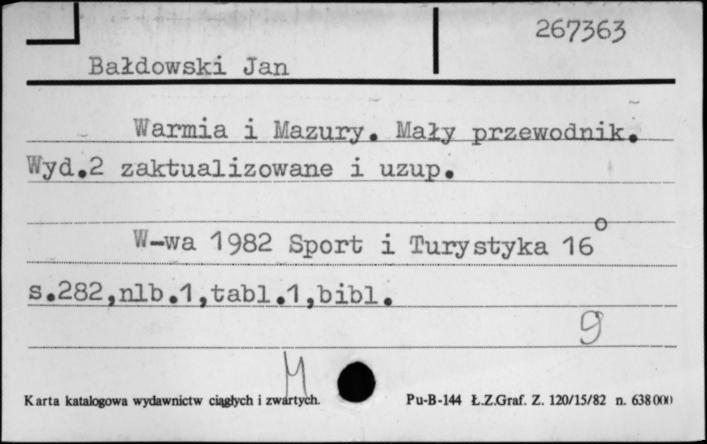 267363
Bałdowski Jan
Warmia i Mazury. Mały przewodnik.
Wyd.2 zaktualizowane i uzup.
W-wa 1982 Sport i Turystyka 16°
s.282,nlb.1,tabl.1,bibl.
9
M
Karta katalogowa wydawnictw ciągłych i zwartych.
Pu-B-144 Ł.Z.Graf. Z. 120/15/82 n. 638000